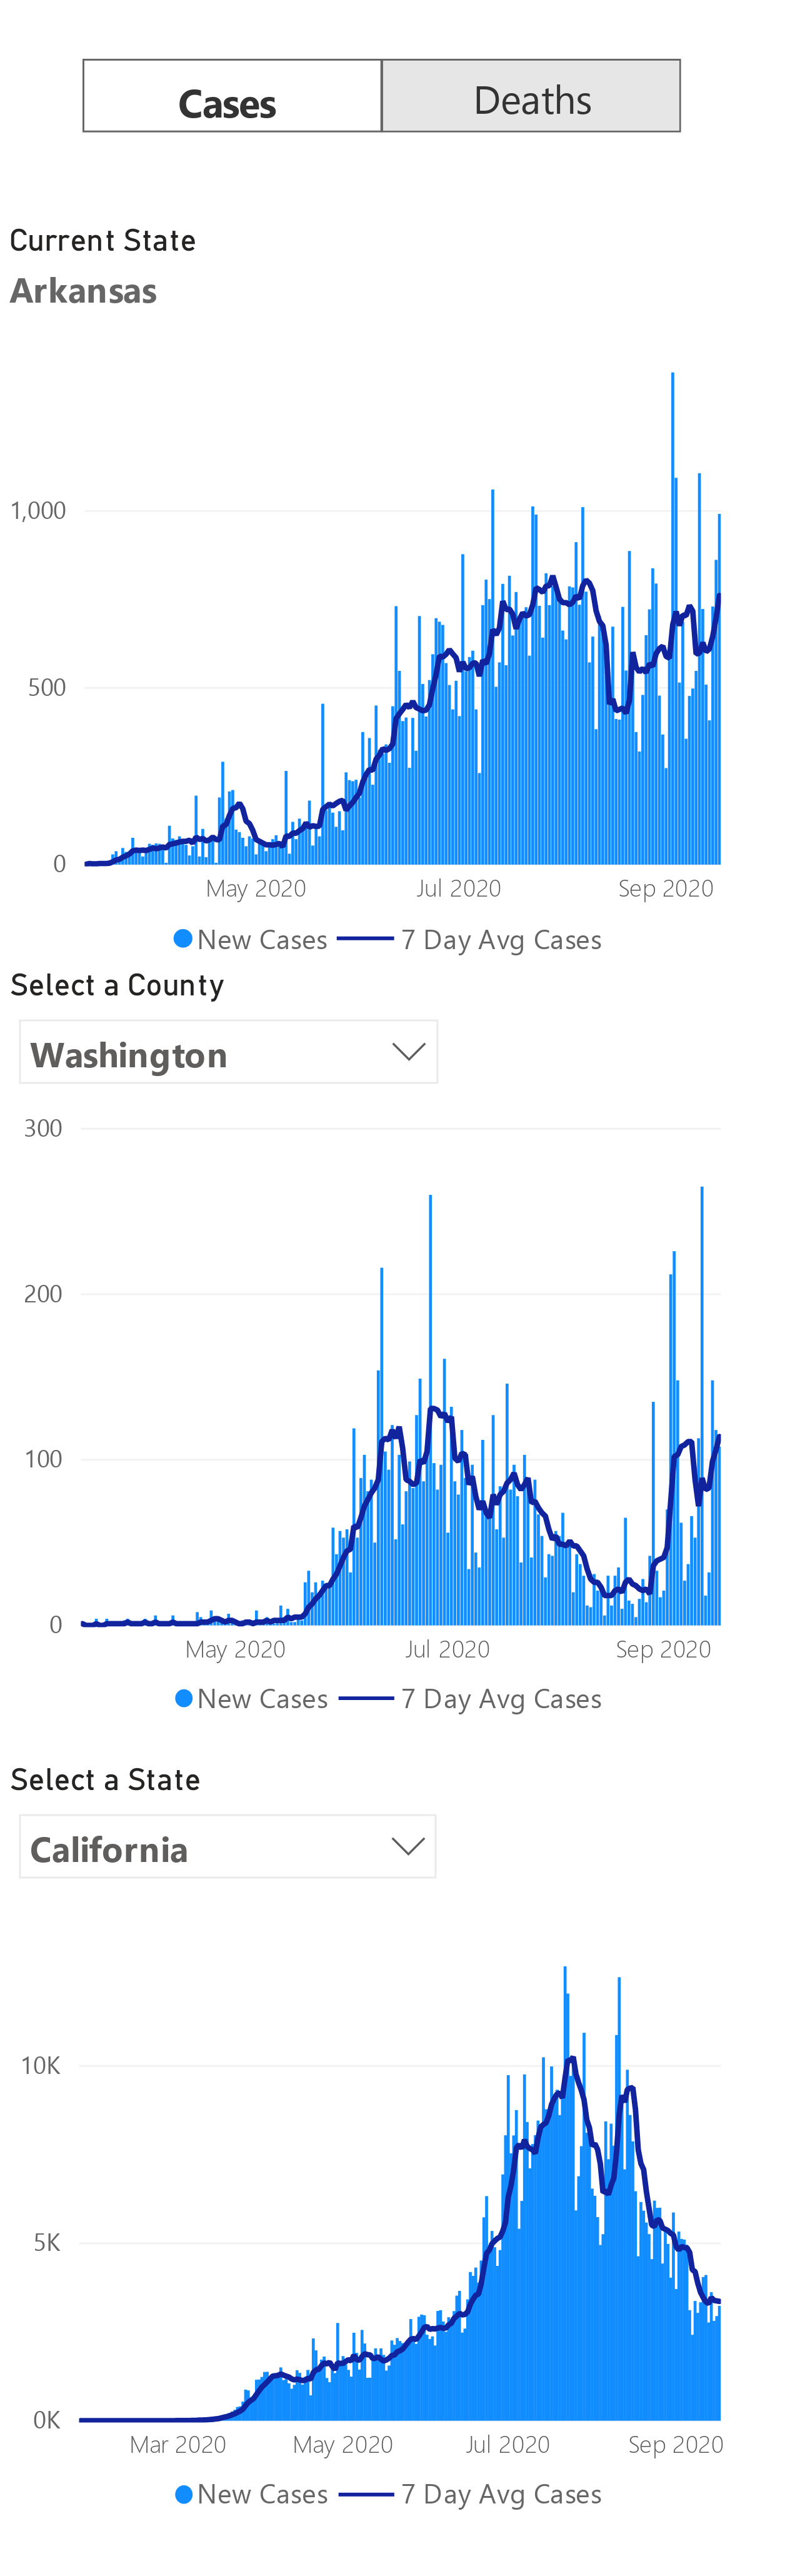 Cases Deaths
Current State
Arkansas
1,000
500
0
May 2020 Jul 2020 Sep 2020
New Cases 7 Day Avg Cases
Select a County
Washington
300
200
100
0
May 2020 Jul 2020 Sep 2020
New Cases 7 Day Avg Cases
Select a State
California
10K
5K
0K
Mar 2020 May 2020 Jul 2020 Sep 2020
New Cases 7 Day Avg Cases